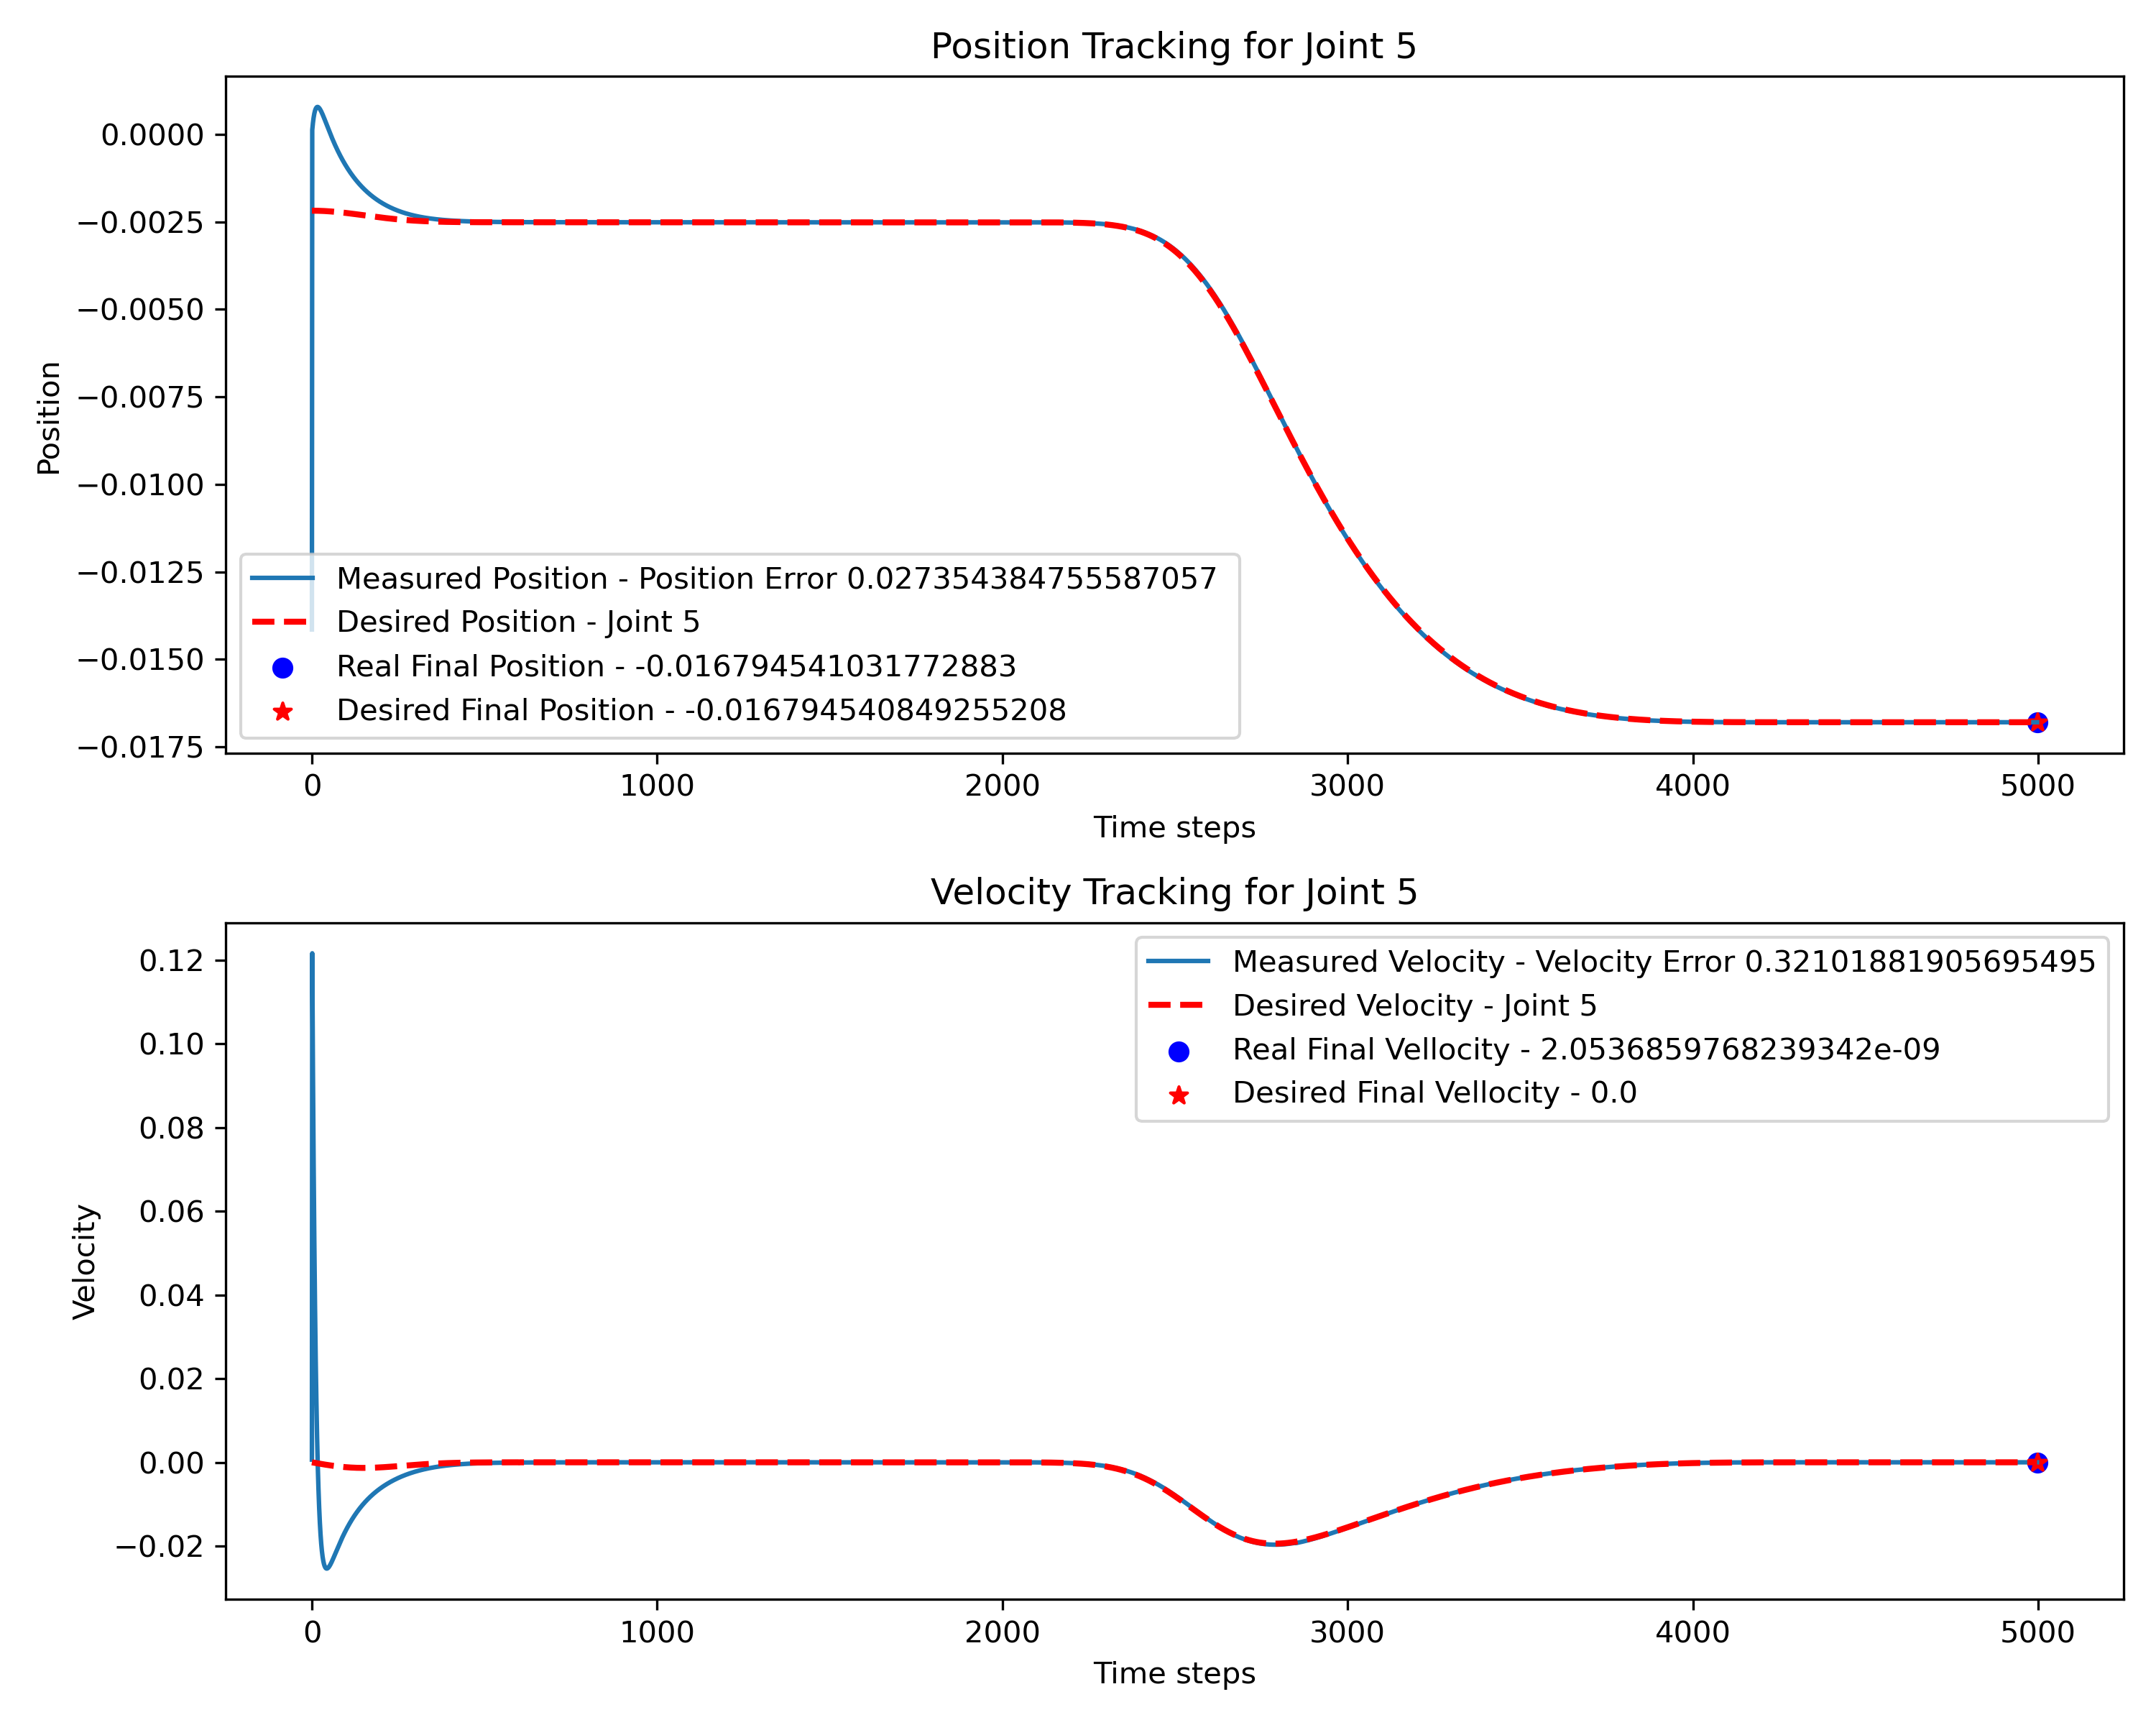 Position Tracking for Joint 5
0.0000
−0.0025
−0.0050
−0.0075
−0.0100
−0.0125
−0.0150
−0.0175
Position
Measured Position - Position Error 0.027354384755587057
Desired Position - Joint 5
Real Final Position - -0.016794541031772883
Desired Final Position - -0.016794540849255208
0 1000 2000 3000 4000 5000
Time steps
Velocity Tracking for Joint 5
0.12
0.10
0.08
0.06
0.04
0.02
0.00
−0.02
Velocity
Measured Velocity - Velocity Error 0.32101881905695495
Desired Velocity - Joint 5
Real Final Vellocity - 2.0536859768239342e-09
Desired Final Vellocity - 0.0
0 1000 2000 3000 4000 5000
Time steps